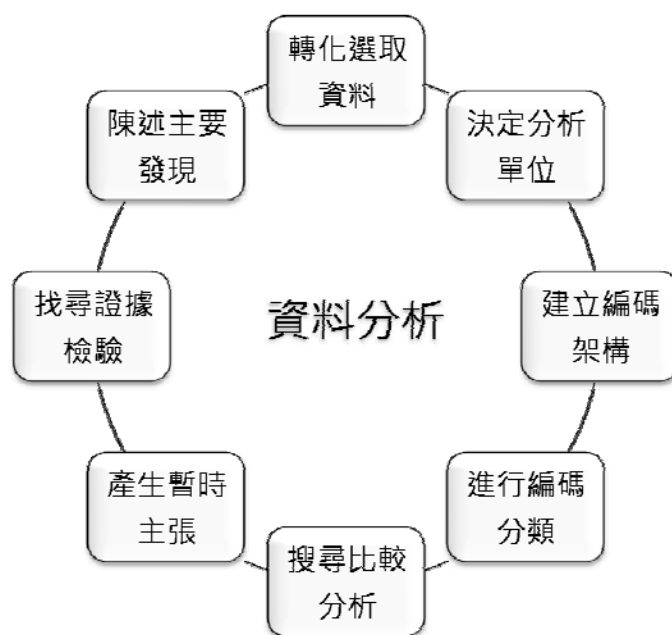 轉化選取
資料
決定分析
單位
建立編碼
架構
進行編碼
分類
搜尋比較
分析
產生暫時
主張
找尋證據
檢驗
陳述主要
發現
資料分析